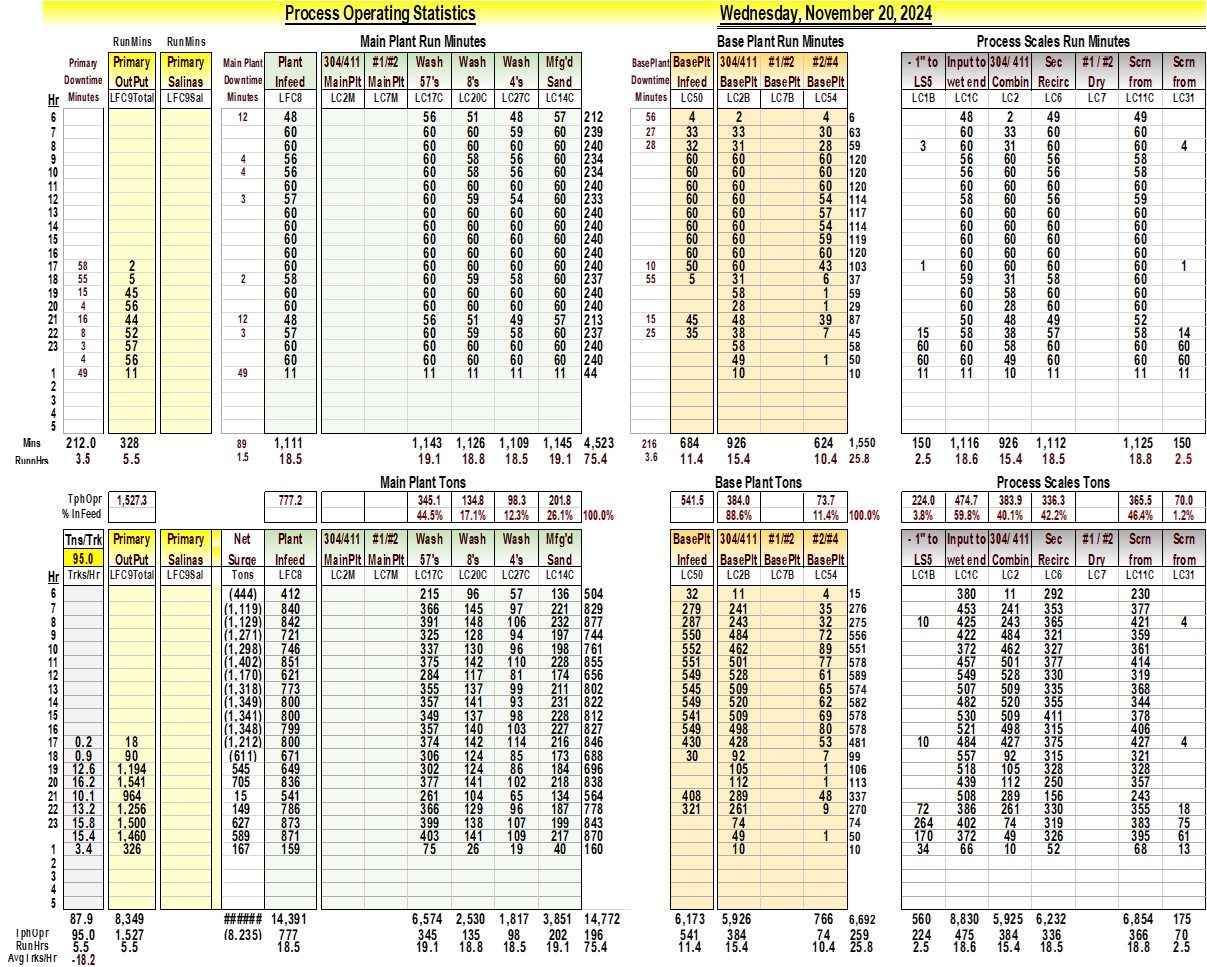 Process Operating Statistics Wednesday, November 20, 2024
RunMins RunMins Main Plant Run Minutes Base Plant Run Minutes Process Scales Run Minutes
Primary Primary Primary Main Plant Plant 304/411 #1/#2 Wash Wash Wash Mfg'd BasePlant BasePlt 304/411 #1/#2 #2/#4 - 1" to Input to 304/ 411 Sec #1 / #2 Scrn Scrn
Downtime OutPut Salinas Downtime Infeed MainPlt MainPlt 57's 8's 4's Sand Downtime Infeed BasePlt BasePlt BasePlt LS5 wet end Combin Recirc Dry from from
Hr Minutes LFC9Total LFC9Sal Minutes LFC8 LC2M LC7M LC17C LC20C LC27C LC14C Minutes LC50 LC2B LC7B LC54 LC1B LC1C LC2 LC6 LC7 LC11C LC31
6 12 48 56 51 48 57 212 56 4 2 4 6 48 2 49 49
7 60 60 60 59 60 239 27 33 33 30 63 60 33 60 60
8 60 60 60 60 60 240 28 32 31 28 59 3 60 31 60 60 4
9 4 56 60 58 56 60 234 60 60 60 120 56 60 56 58
10 4 56 60 58 56 60 234 60 60 60 120 56 60 56 58
11 60 60 60 60 60 240 60 60 60 120 60 60 60 60
12 3 57 60 59 54 60 233 60 60 54 114 58 60 56 59
13 60 60 60 60 60 240 60 60 57 117 60 60 60 60
14 60 60 60 60 60 240 60 60 54 114 60 60 60 60
15 60 60 60 60 60 240 60 60 59 119 60 60 60 60
16 60 60 60 60 60 240 60 60 60 120 60 60 60 60
17 58 2 60 60 60 60 60 240 10 50 60 43 103 1 60 60 60 60 1
18 55 5 2 58 60 59 58 60 237 55 5 31 6 37 59 31 58 60
19 15 45 60 60 60 60 60 240 58 1 59 60 58 60 60
20 4 56 60 60 60 60 60 240 28 1 29 60 28 60 60
21 16 44 12 48 56 51 49 57 213 15 45 48 39 87 50 48 49 52
22 8 52 3 57 60 59 58 60 237 25 35 38 7 45 15 58 38 57 58 14
23 3 57 60 60 60 60 60 240 58 58 60 60 58 60 60 60
4 56 60 60 60 60 60 240 49 1 50 60 60 49 60 60 60
1 49 11 49 11 11 11 11 11 44 10 10 11 11 10 11 11 11
2
3
4
5
Mins 212.0 328 89 1,111 1,143 1,126 1,109 1,145 4,523 216 684 926 624 1,550 150 1,116 926 1,112 1,125 150
RunnHrs 3.5 5.5 1.5 18.5 19.1 18.8 18.5 19.1 75.4 3.6 11.4 15.4 10.4 25.8 2.5 18.6 15.4 18.5 18.8 2.5
Main Plant Tons Base Plant Tons Process Scales Tons
TphOpr 1,527.3 777.2 345.1 134.8 98.3 201.8 541.5 384.0 73.7 224.0 474.7 383.9 336.3 365.5 70.0
% InFeed 44.5% 17.1% 12.3% 26.1% 100.0% 88.6% 11.4% 100.0% 3.8% 59.8% 40.1% 42.2% 46.4% 1.2%
Tns/Trk Primary Primary Net Plant 304/411 #1/#2 Wash Wash Wash Mfg'd BasePlt 304/411 #1/#2 #2/#4 - 1" to Input to 304/ 411 Sec #1 / #2 Scrn Scrn
95.0 OutPut Salinas Surge Infeed MainPlt MainPlt 57's 8's 4's Sand Infeed BasePlt BasePlt BasePlt LS5 wet end Combin Recirc Dry from from
Hr Trks/Hr LFC9Total LFC9Sal Tons LFC8 LC2M LC7M LC17C LC20C LC27C LC14C LC50 LC2B LC7B LC54 LC1B LC1C LC2 LC6 LC7 LC11C LC31
6 (444) 412 215 96 57 136 504 32 11 4 15 380 11 292 230
7 (1,119) 840 366 145 97 221 829 279 241 35 276 453 241 353 377
8 (1,129) 842 391 148 106 232 877 287 243 32 275 10 425 243 365 421 4
9 (1,271) 721 325 128 94 197 744 550 484 72 556 422 484 321 359
10 (1,298) 746 337 130 96 198 761 552 462 89 551 372 462 327 361
11 (1,402) 851 375 142 110 228 855 551 501 77 578 457 501 377 414
12 (1,170) 621 284 117 81 174 656 549 528 61 589 549 528 330 319
13 (1,318) 773 355 137 99 211 802 545 509 65 574 507 509 335 368
14 (1,349) 800 357 141 93 231 822 549 520 62 582 482 520 355 344
15 (1,341) 800 349 137 98 228 812 541 509 69 578 530 509 411 378
16 (1,348) 799 357 140 103 227 827 549 498 80 578 521 498 315 406
17 0.2 18 (1,212) 800 374 142 114 216 846 430 428 53 481 10 484 427 375 427 4
18 0.9 90 (611) 671 306 124 85 173 688 30 92 7 99 557 92 315 321
19 12.6 1,194 545 649 302 124 86 184 696 105 1 106 518 105 328 328
20 16.2 1,541 705 836 377 141 102 218 838 112 1 113 439 112 250 357
21 10.1 964 15 541 261 104 65 134 564 408 289 48 337 508 289 156 243
22 13.2 1,256 149 786 366 129 96 187 778 321 261 9 270 72 386 261 330 355 18
23 15.8 1,500 627 873 399 138 107 199 843 74 74 264 402 74 319 383 75
15.4 1,460 589 871 403 141 109 217 870 49 1 50 170 372 49 326 395 61
1 3.4 326 167 159 75 26 19 40 160 10 10 34 66 10 52 68 13
2
3
4
5
87.9 8,349 ###### 14,391 6,574 2,530 1,817 3,851 14,772 6,173 5,926 766 6,692 560 8,830 5,925 6,232 6,854 175
TphOpr 95.0 1,527 (8.235) 777 345 135 98 202 196 541 384 74 259 224 475 384 336 366 70
RunHrs 5.5 5.5 18.5 19.1 18.8 18.5 19.1 75.4 11.4 15.4 10.4 25.8 2.5 18.6 15.4 18.5 18.8 2.5
AvgTrks/Hr -18.2